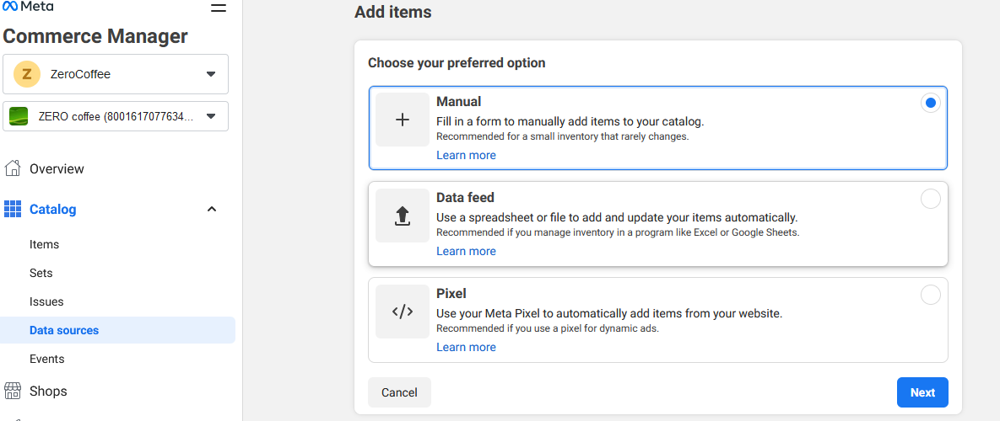 Meta
Commerce Manager
Z
ZeroCoffee
ZERO coffee (8001617077634...
Overview
Catalog
Items
Sets
Issues
Data sources
Events
Shops
Add items
Choose your preferred option
Manual
Fill in a form to manually add items to your catalog.
Recommended for a small inventory that rarely changes.
Learn more
Data feed
Use a spreadsheet or file to add and update your items automatically.
Recommended if you manage inventory in a program like Excel or Google Sheets.
Learn more
Pixel
Use your Meta Pixel to automatically add items from your website.
Recommended if you use a pixel for dynamic ads.
Learn more
Cancel
Next